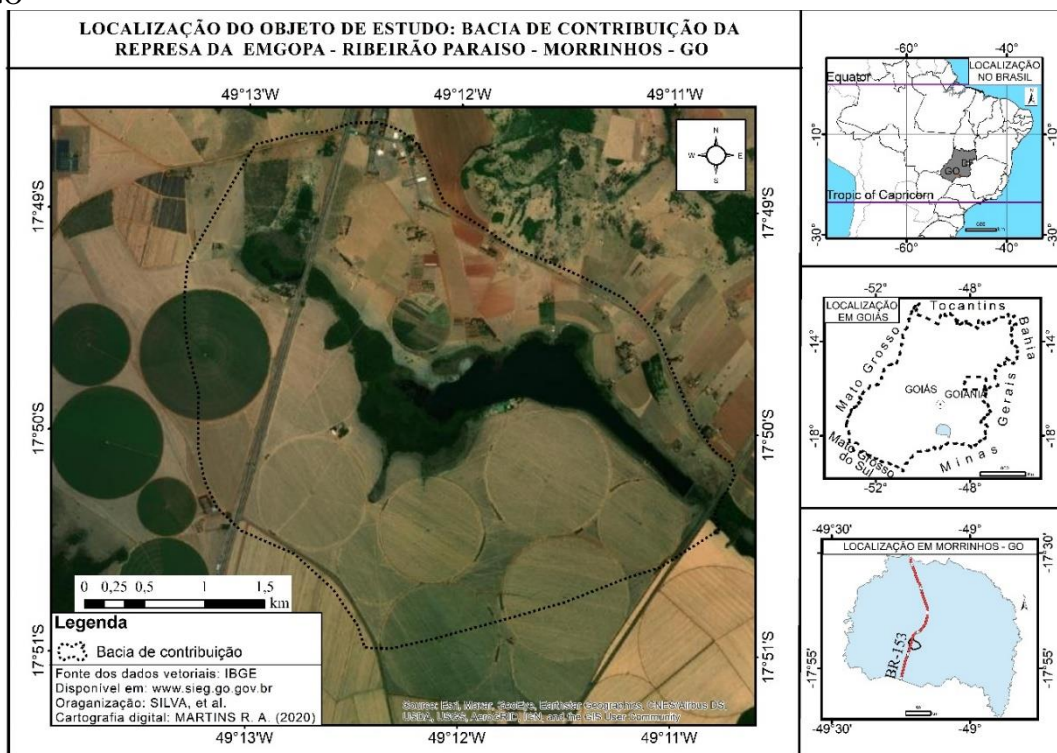 LOCALIZAÇÃO DO OBJETO DE ESTUDO: BACIA DE CONTRIBUIÇÃO DA
REPRESA DA EMGOPA - RIBEIRÃO PARAISO - MORRINHOS - GO
49°13'W 49°12'W 49°11'W
N
W E
S
17°49'S 17°49'S
17°50'S 17°50'S
17°51'S 17°51'S
0 0,25 0,5 1 1,5
km
Legenda
Bacia de contribuição
Fonte dos dados vetoriais: IBGE
Disponível em: www.sieg.go.gov.br
Oraganização: SILVA, et al.
Cartografia digital: MARTINS R. A. (2020)
Source: Esri, Maxar, GeoEye, Earthstar Geographics, CNES/Airbus DS,
USDA, USGS, AeroGRID, IGN, and the GIS User Community
49°13'W 49°12'W 49°11'W
-60° -40°
LOCALIZAÇÃO
NO BRASIL
Equator
-10° -10°
GO DF
Tropic of Capricorn
-30° -30°
-60° -40°
-52° -48°
LOCALIZAÇÃO
EM GOIÁS
Tocantins
Bahia
-14° -14°
Mato Grosso
GOIÁS GOIÂNIA
Gerais
-18° -18°
Mato Grosso
do Sul
Minas
-52° -48°
-49°30' -49°
-17°30'
LOCALIZAÇÃO EM MORRINHOS - GO
BR-153
-17°55' -17°55'
-49°30' -49°